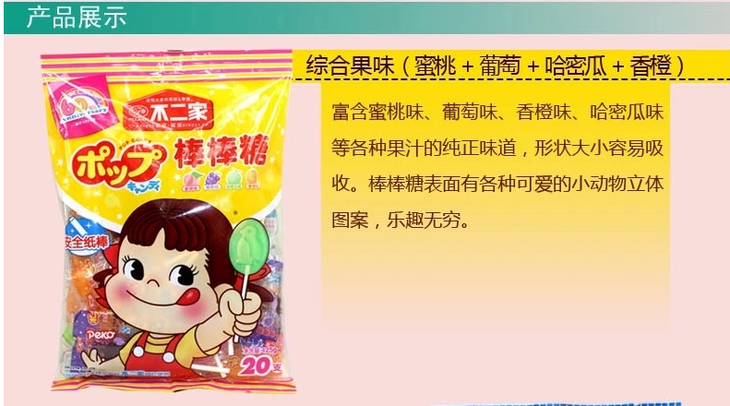 产品展示
综合果味（蜜桃+葡萄+哈密瓜+香橙）
富含蜜桃味、葡萄味、香橙味、哈密瓜味
等各种果汁的纯正味道，形状大小容易吸
收。棒棒糖表面有各种可爱的小动物立体
图案，乐趣无穷。
60th
Anniversary
不二家
ポップ
キャンディ
棒棒糖
安全纸棒
Peko
20支